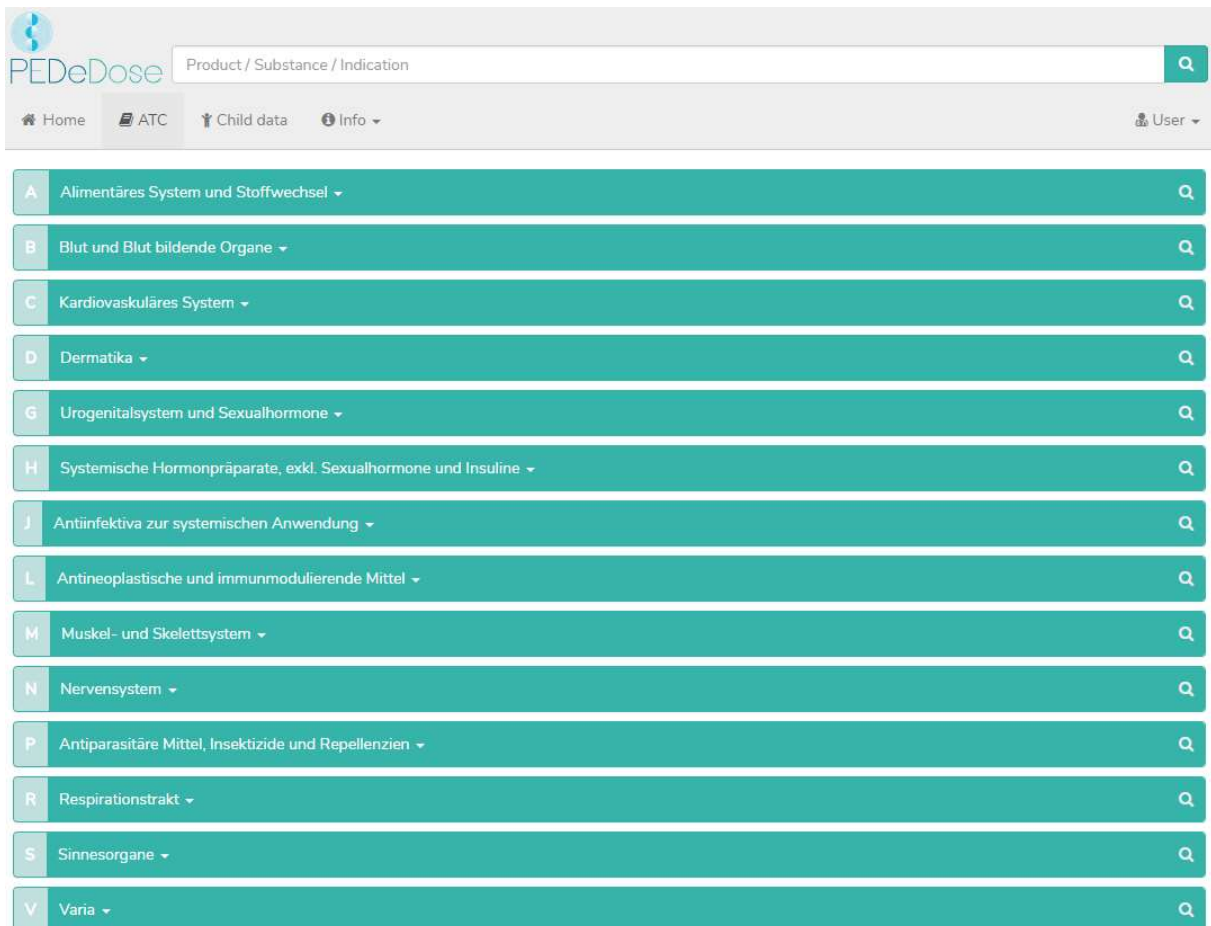 PEDeDose
Product / Substance / Indication
Home ATC Child data Info User
A Alimentäres System und Stoffwechsel
B Blut und Blut bildende Organe
C Kardiovaskuläres System
D Dermatika
G Urogenitalsystem und Sexualhormone
H Systemische Hormonpräparate, exkl. Sexualhormone und Insuline
J Antiinfektiva zur systemischen Anwendung
L Antineoplastische und immunmodulierende Mittel
M Muskel- und Skelettsystem
N Nervensystem
P Antiparasitäre Mittel, Insektizide und Repellenzien
R Respirationstrakt
S Sinnesorgane
V Varia